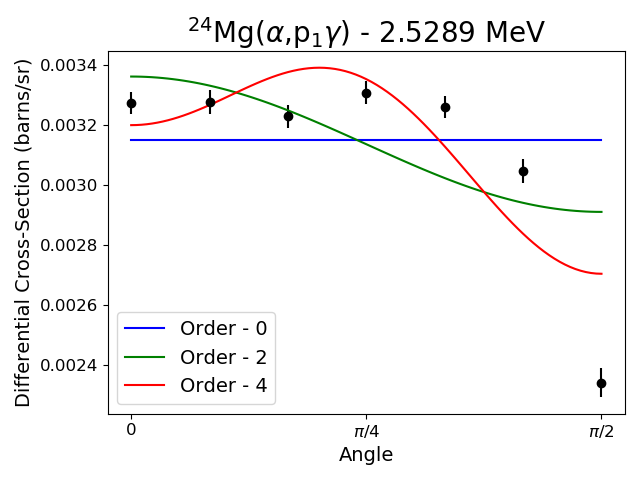 ²⁴Mg(α,p₁γ) - 2.5289 MeV
Differential Cross-Section (barns/sr)
0.0034
0.0032
0.0030
0.0028
0.0026
0.0024
Order - 0
Order - 2
Order - 4
0
π/4
π/2
Angle